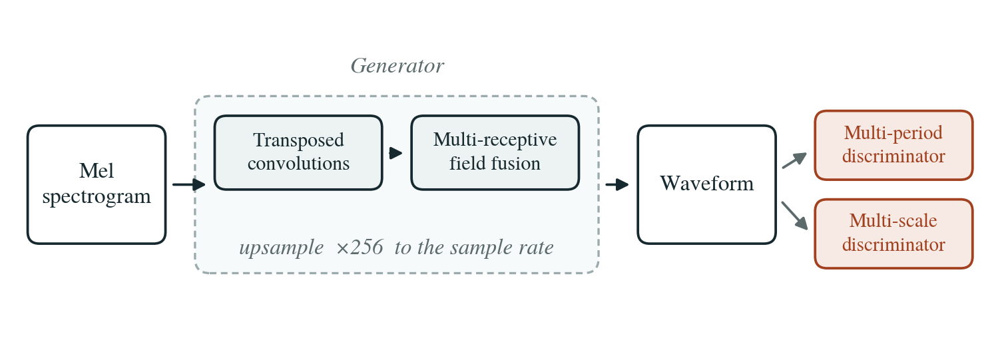 Generator
Mel
spectrogram
Transposed
convolutions
Multi-receptive
field fusion
upsample ×256 to the sample rate
Waveform
Multi-period
discriminator
Multi-scale
discriminator